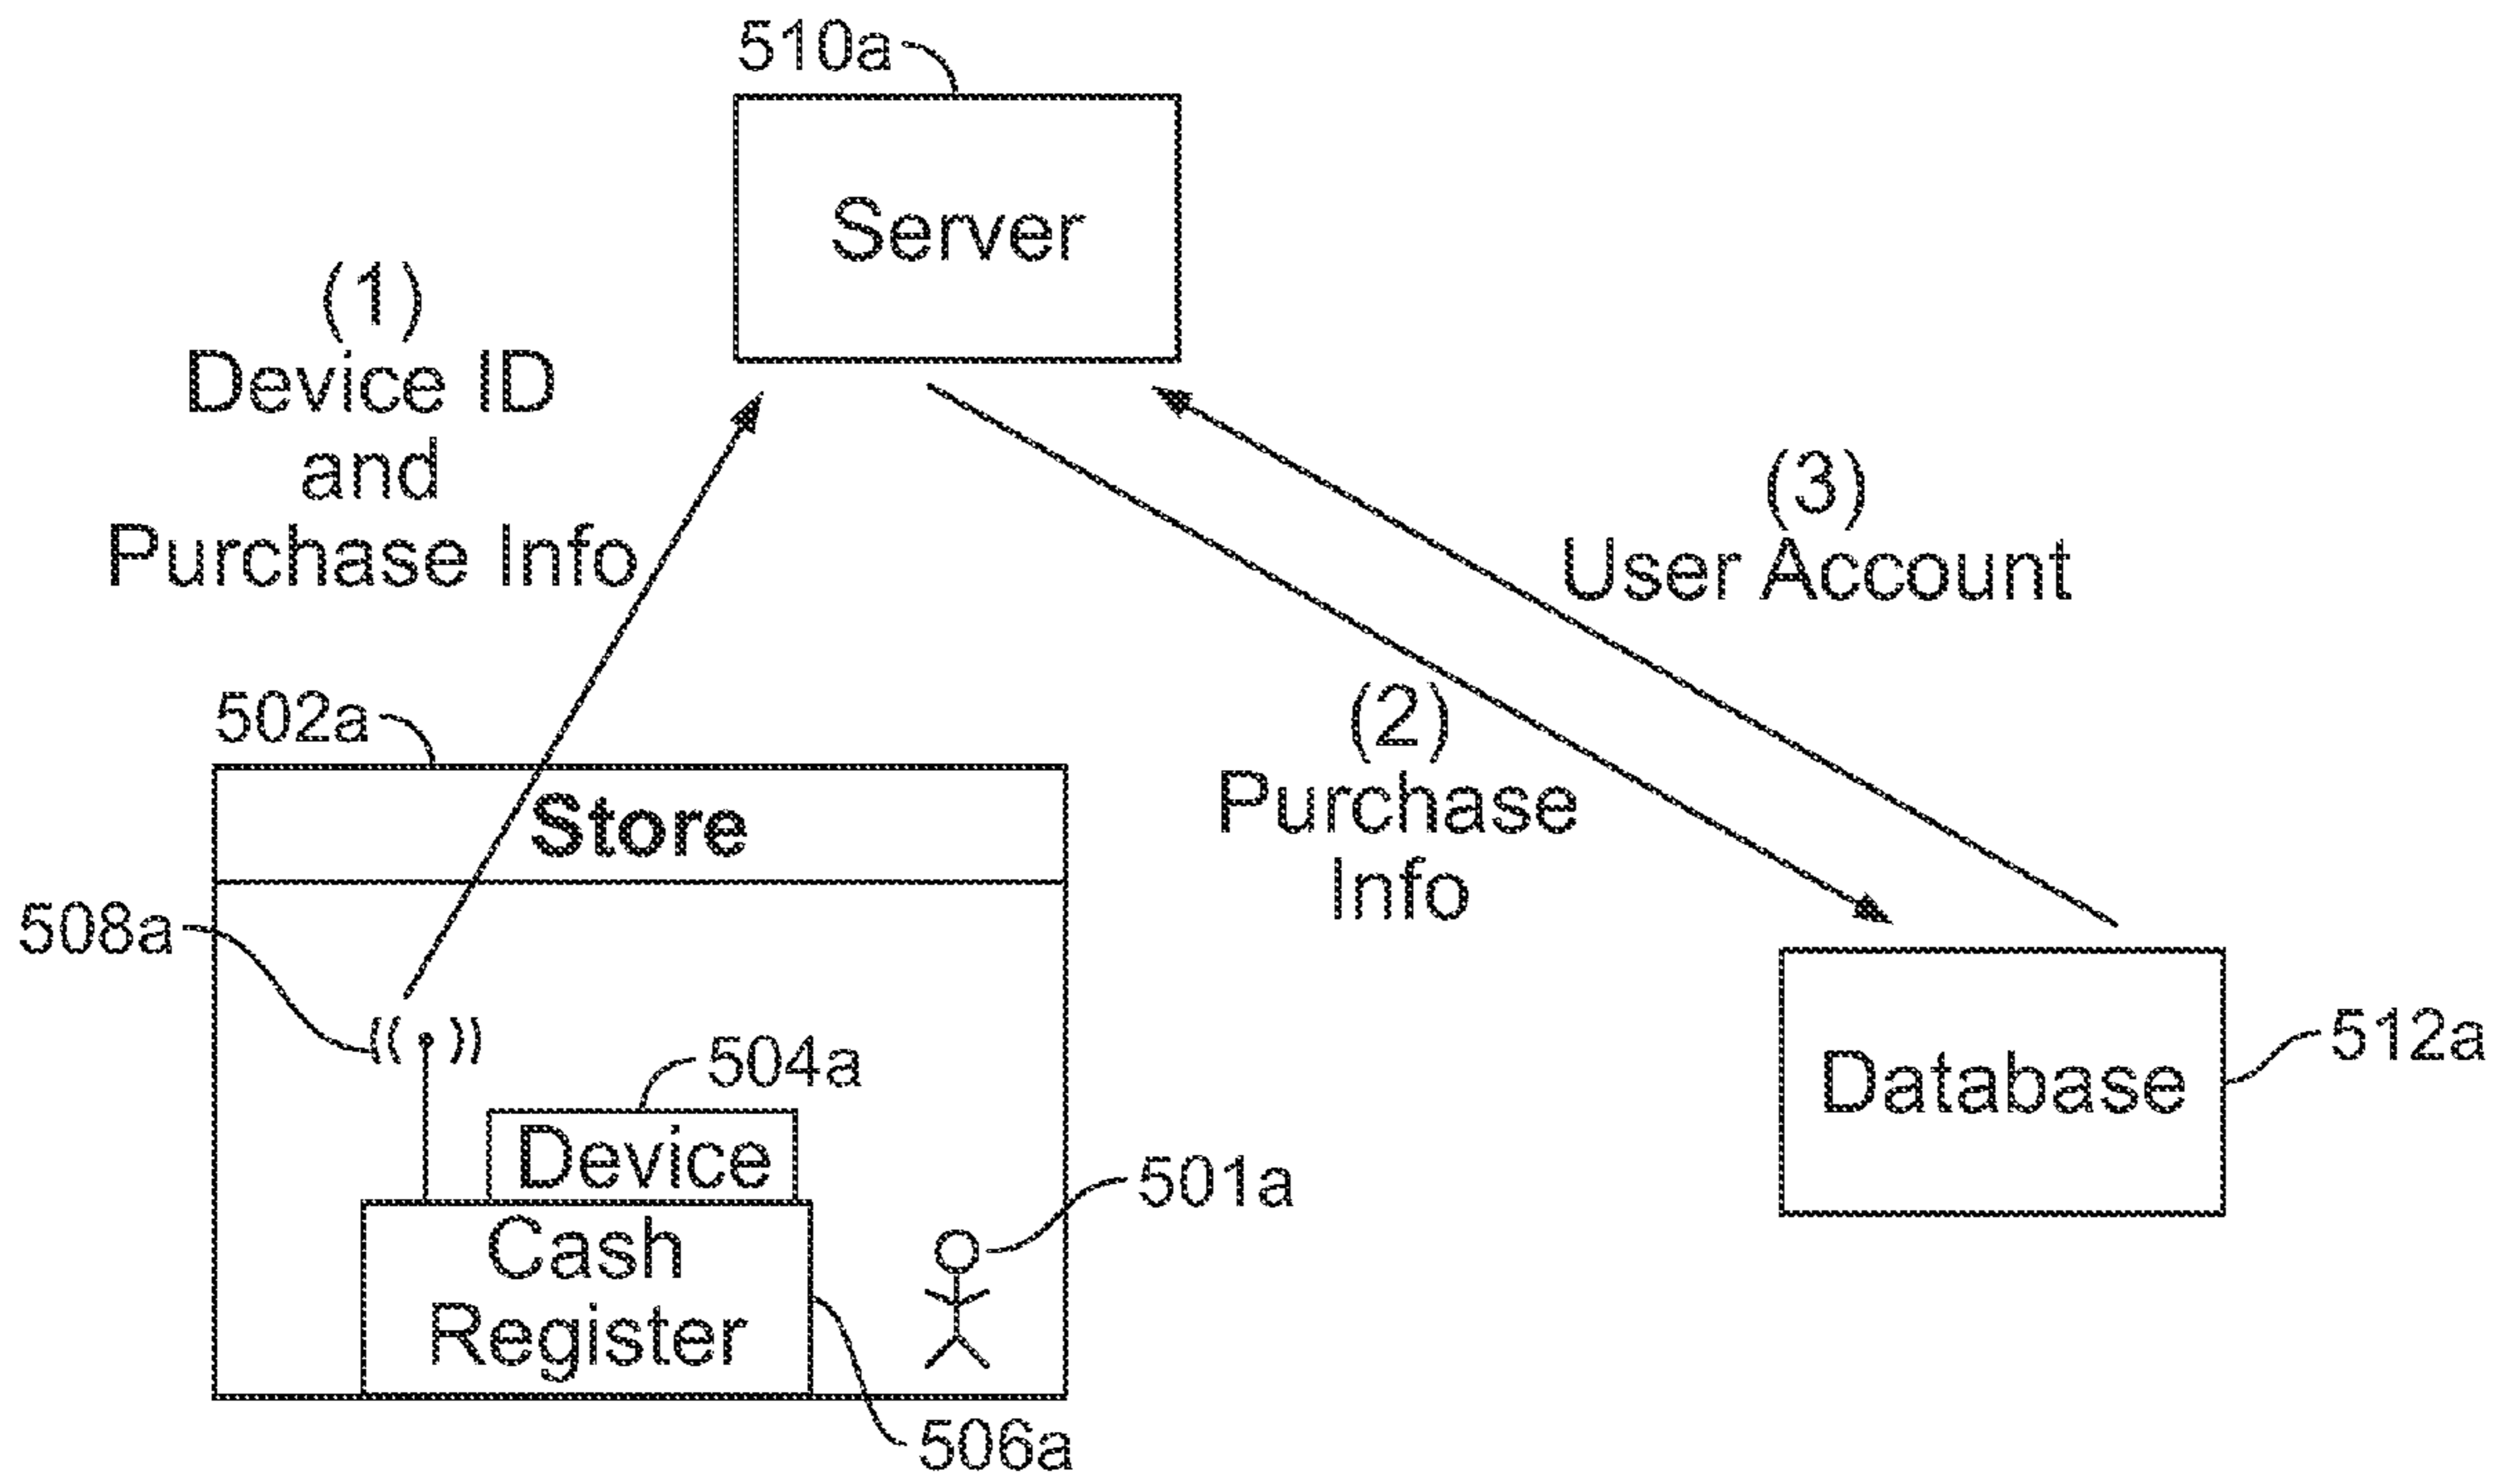 510a
Server
(1)
Device ID
and
Purchase Info
(3)
User Account
502a
(2)
Purchase
Info
Store
508a
504a
Device
512a
Database
501a
Cash
Register
506a